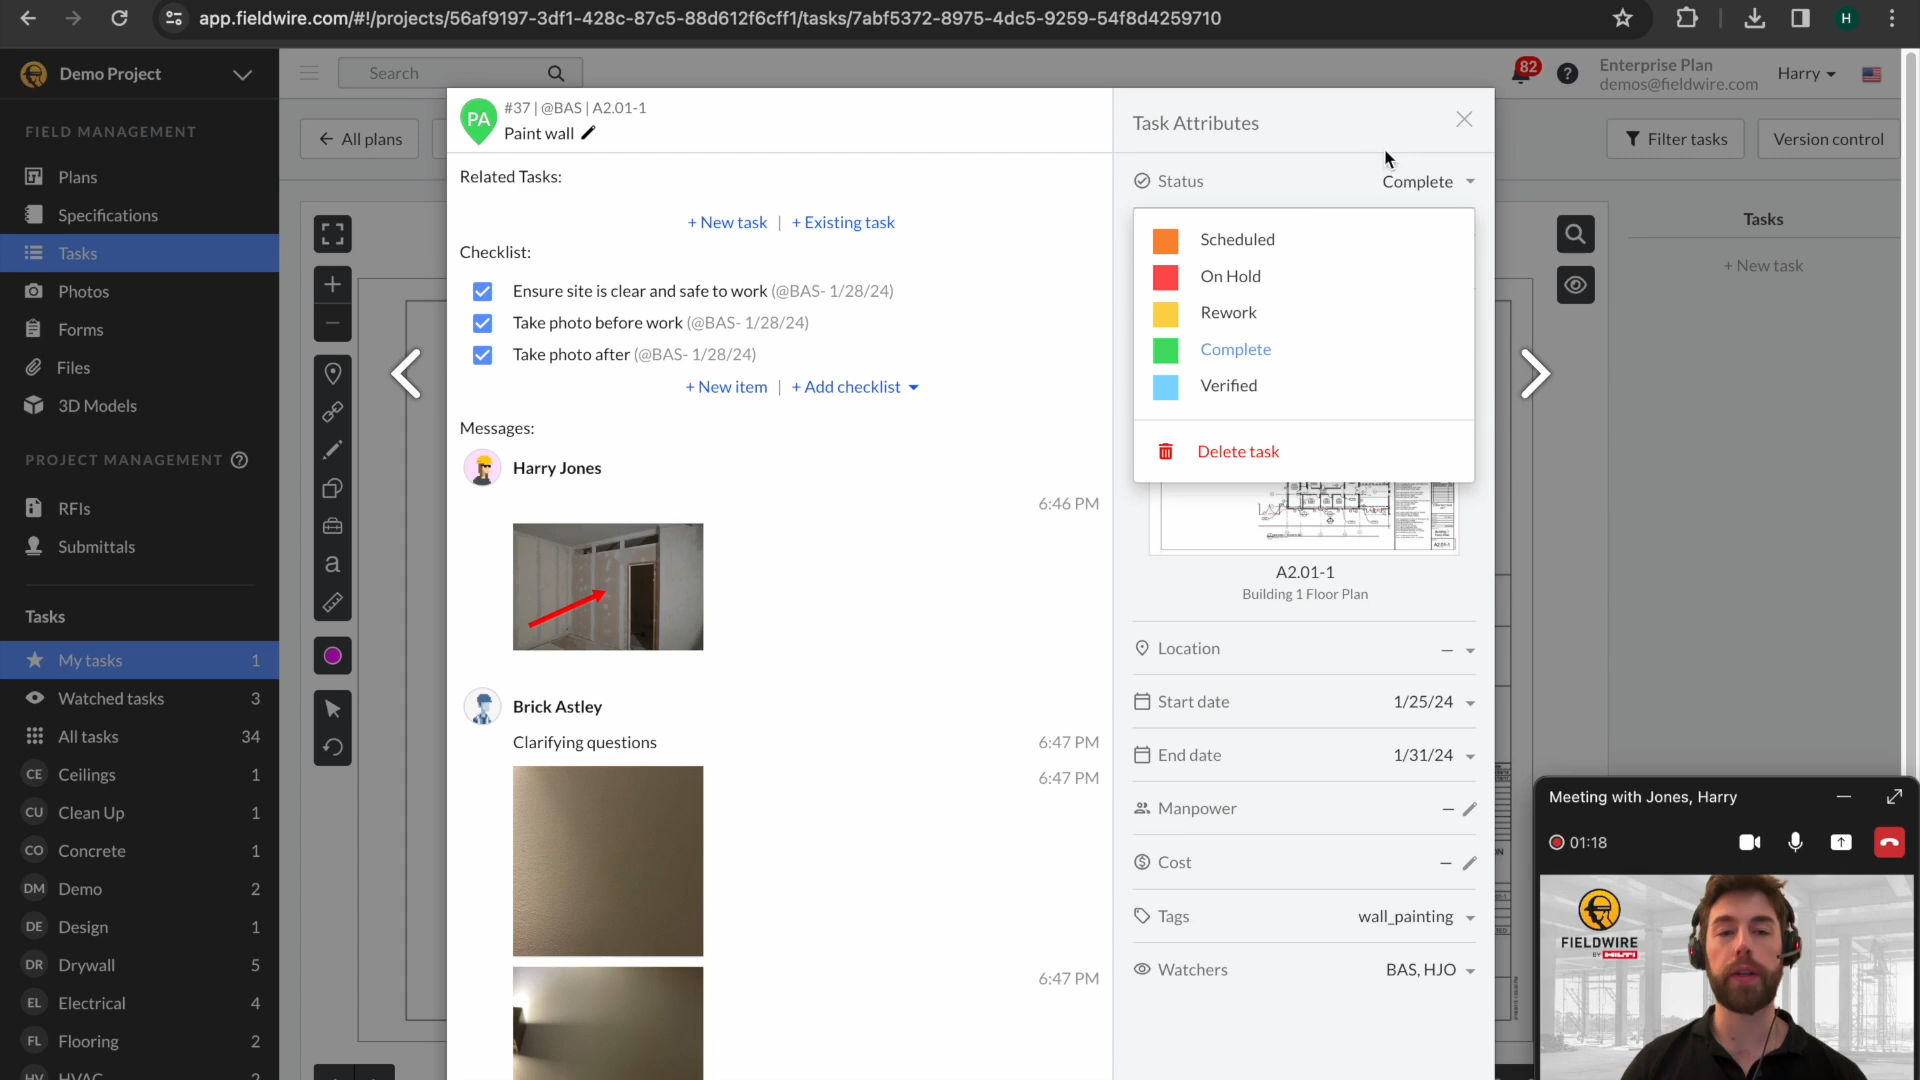 app.fieldwire.com/#!/projects/56af9197-3df1-428c-87c5-88d612f6cff1/tasks/7abf5372-8975-4dc5-9259-54f8d4259710
H
Demo Project
Search
82
Enterprise Plan
demos@fieldwire.com
Harry
FIELD MANAGEMENT
Plans
Specifications
Tasks
Photos
Forms
Files
3D Models
PROJECT MANAGEMENT
RFIs
Submittals
Tasks
My tasks 1
Watched tasks 3
All tasks 34
CE Ceilings 1
CU Clean Up 1
CO Concrete 1
DM Demo 2
DE Design 1
DR Drywall 5
EL Electrical 4
FL Flooring 2
HV HVAC 2
All plans
Filter tasks
Version control
a
PA
#37 | @BAS | A2.01-1
Paint wall
Related Tasks:
+ New task | + Existing task
Checklist:
Ensure site is clear and safe to work (@BAS- 1/28/24)
Take photo before work (@BAS- 1/28/24)
Take photo after (@BAS- 1/28/24)
+ New item | + Add checklist
Messages:
Harry Jones
6:46 PM
Brick Astley
Clarifying questions 6:47 PM
6:47 PM
6:47 PM
Task Attributes
Status Complete
Scheduled
On Hold
Rework
Complete
Verified
Delete task
A2.01-1
A2.01-1
Building 1 Floor Plan
Location –
Start date 1/25/24
End date 1/31/24
Manpower –
Cost –
Tags wall_painting
Watchers BAS, HJO
Tasks
+ New task
Meeting with Jones, Harry
01:18
FIELDWIRE
BY HILTI